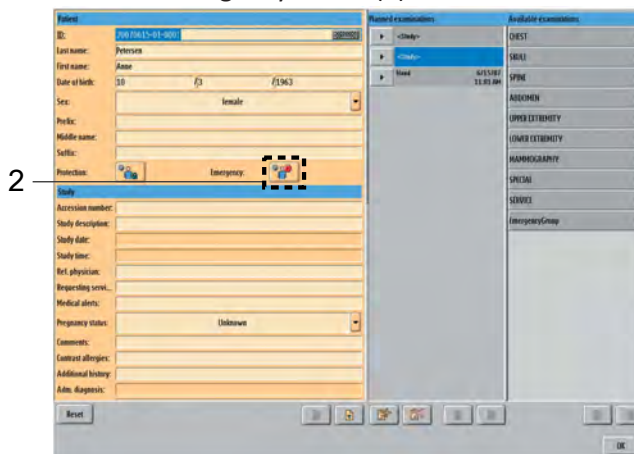 Patient
ID: 20070615-01-0001
Last name: Petersen
First name: Anne
Date of birth: 10 /3 /1963
Sex: female
Prefix:
Middle name:
Suffix:
Protection: Emergency:
2
Study
Accession number:
Study description:
Study date:
Study time:
Ref. physician:
Requesting servi...
Medical alerts:
Pregnancy status: Unknown
Comments:
Contrast allergies:
Additional history:
Adm. diagnosis:
Reset
Planned examinations
<Study>
<Study>
Hand 6/15/07
11:03 AM
Available examinations
CHEST
SKULL
SPINE
ABDOMEN
UPPER EXTREMITY
LOWER EXTREMITY
MAMMOGRAPHY
SPECIAL
SERVICE
EmergencyGroup
OK